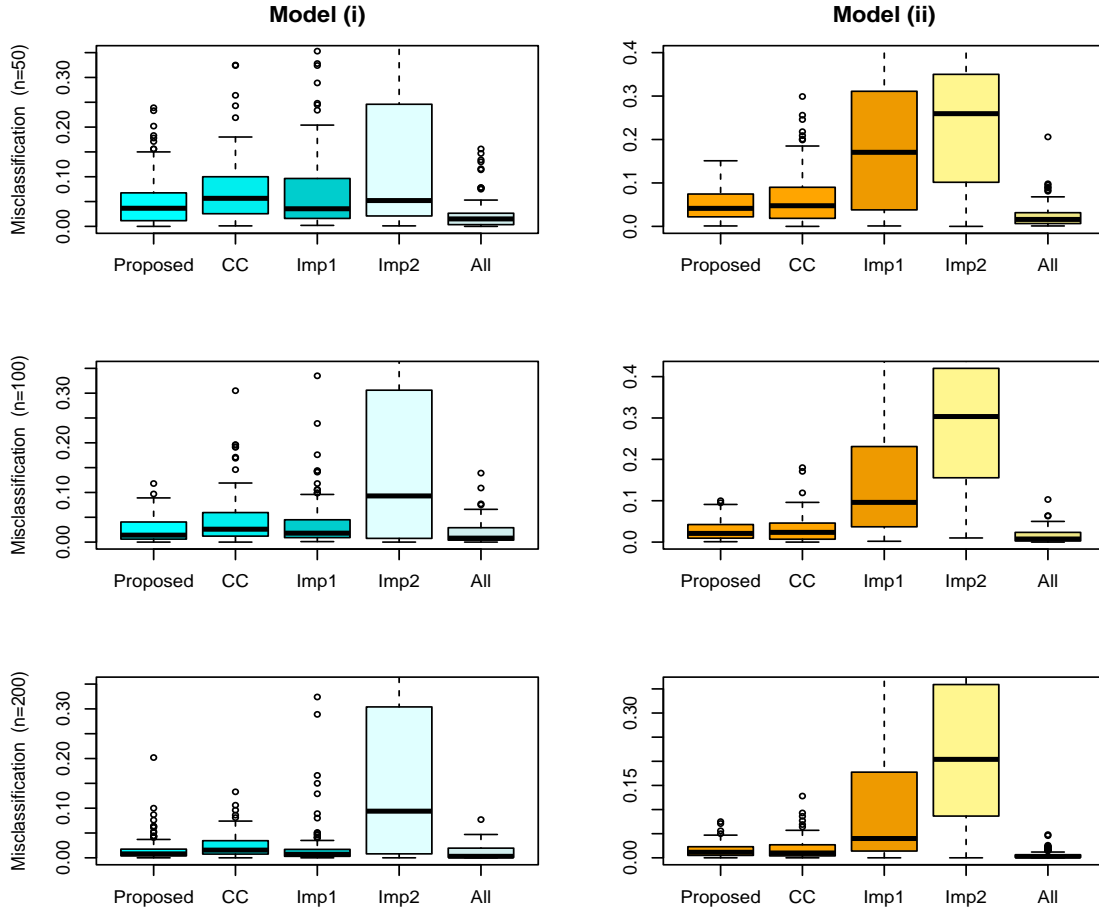 Model (i)
Model (ii)
Misclassification (n=50)
0.00 0.10 0.20 0.30
Proposed CC Imp1 Imp2 All
0.0 0.1 0.2 0.3 0.4
Proposed CC Imp1 Imp2 All
Misclassification (n=100)
0.00 0.10 0.20 0.30
Proposed CC Imp1 Imp2 All
0.0 0.1 0.2 0.3 0.4
Proposed CC Imp1 Imp2 All
Misclassification (n=200)
0.00 0.10 0.20 0.30
Proposed CC Imp1 Imp2 All
0.00 0.15 0.30
Proposed CC Imp1 Imp2 All